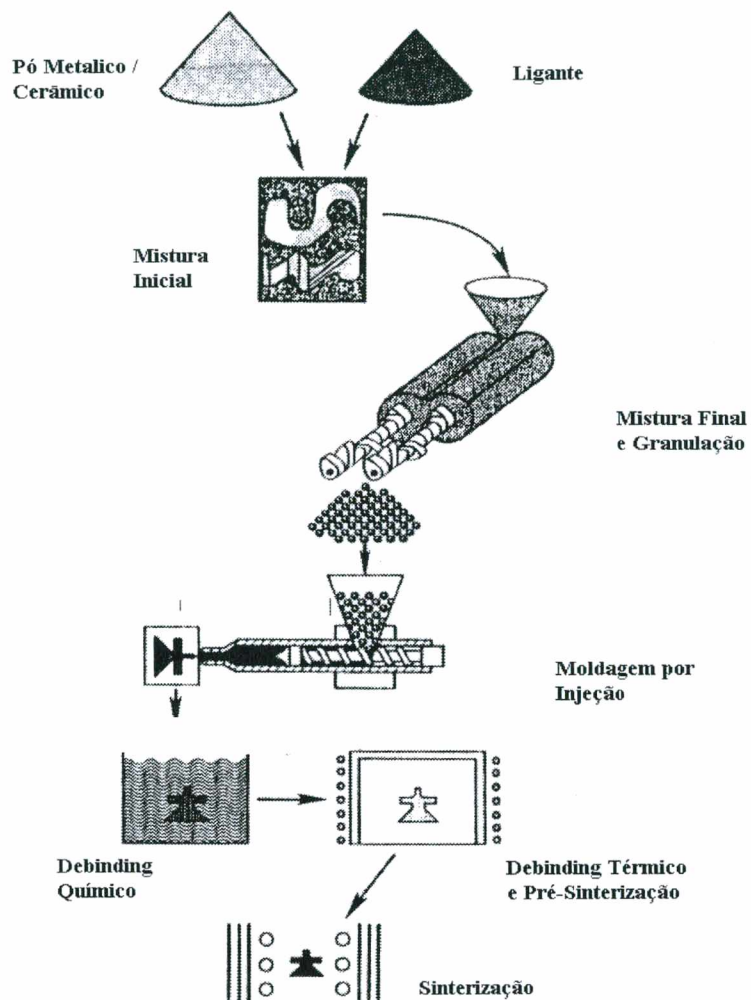 Pó Metalico /
Cerâmico
Ligante
Mistura
Inicial
Mistura Final
e Granulação
Moldagem por
Injeção
Debinding
Químico
Debinding Térmico
e Pré-Sinterização
Sinterização